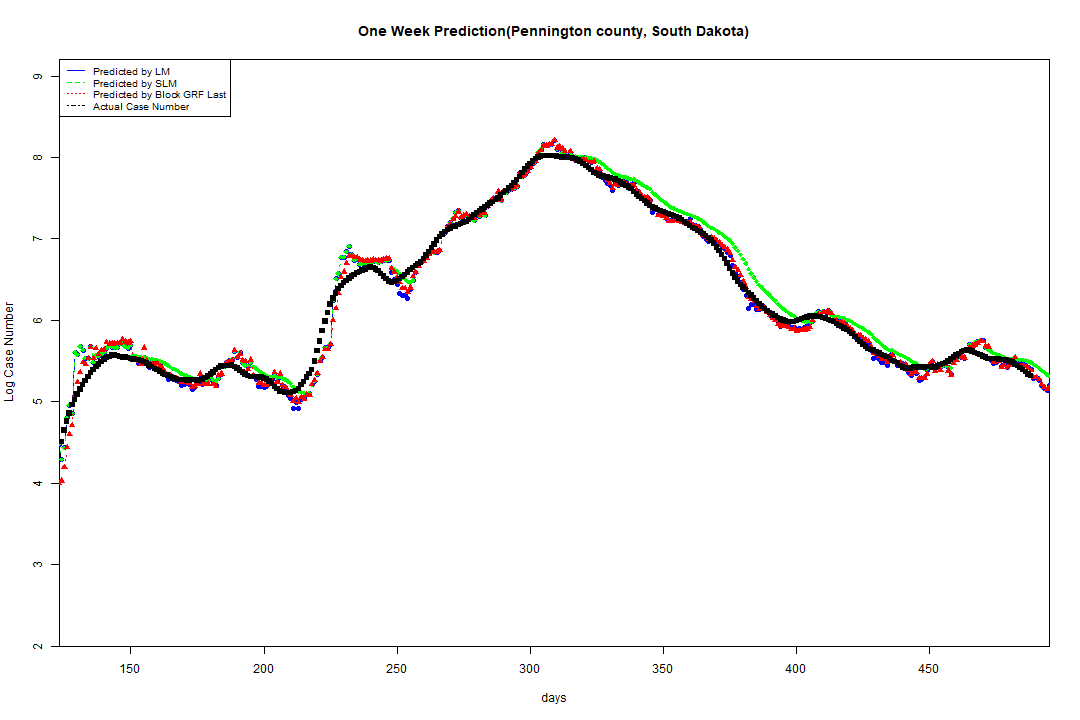 One Week Prediction(Pennington county, South Dakota)
Predicted by LM
Predicted by SLM
Predicted by Block GRF Last
Actual Case Number
9
8
7
6
5
4
3
2
Log Case Number
150 200 250 300 350 400 450
days